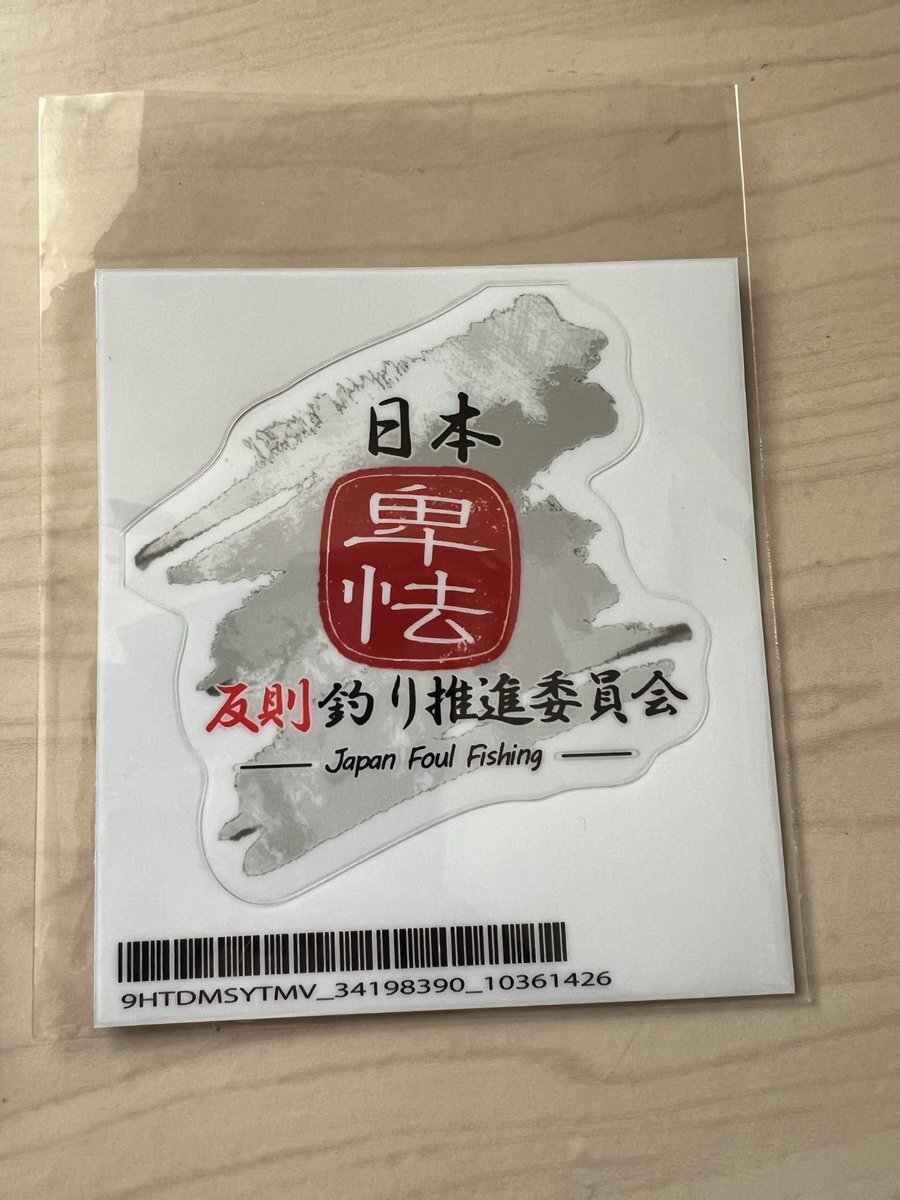 日本
卑
怯
反則釣り推進委員会
Japan Foul Fishing
9HTDMSYTMV_34198390_10361426